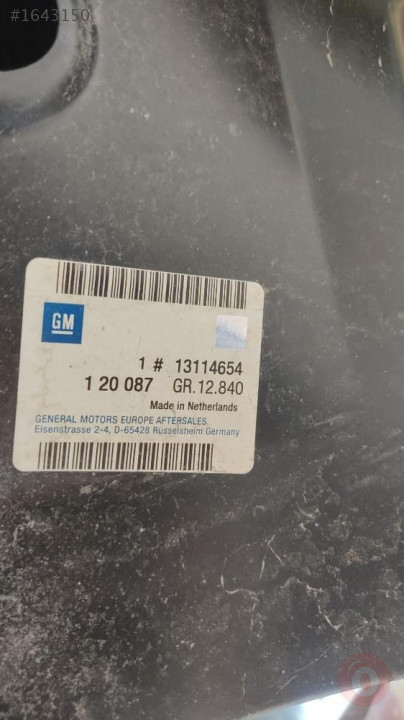 #1643150
GM
1 # 13114654
1 20 087 GR.12.840
Made in Netherlands
GENERAL MOTORS EUROPE AFTERSALES
Eisenstrasse 2-4, D-65428 Rüsselsheim Germany